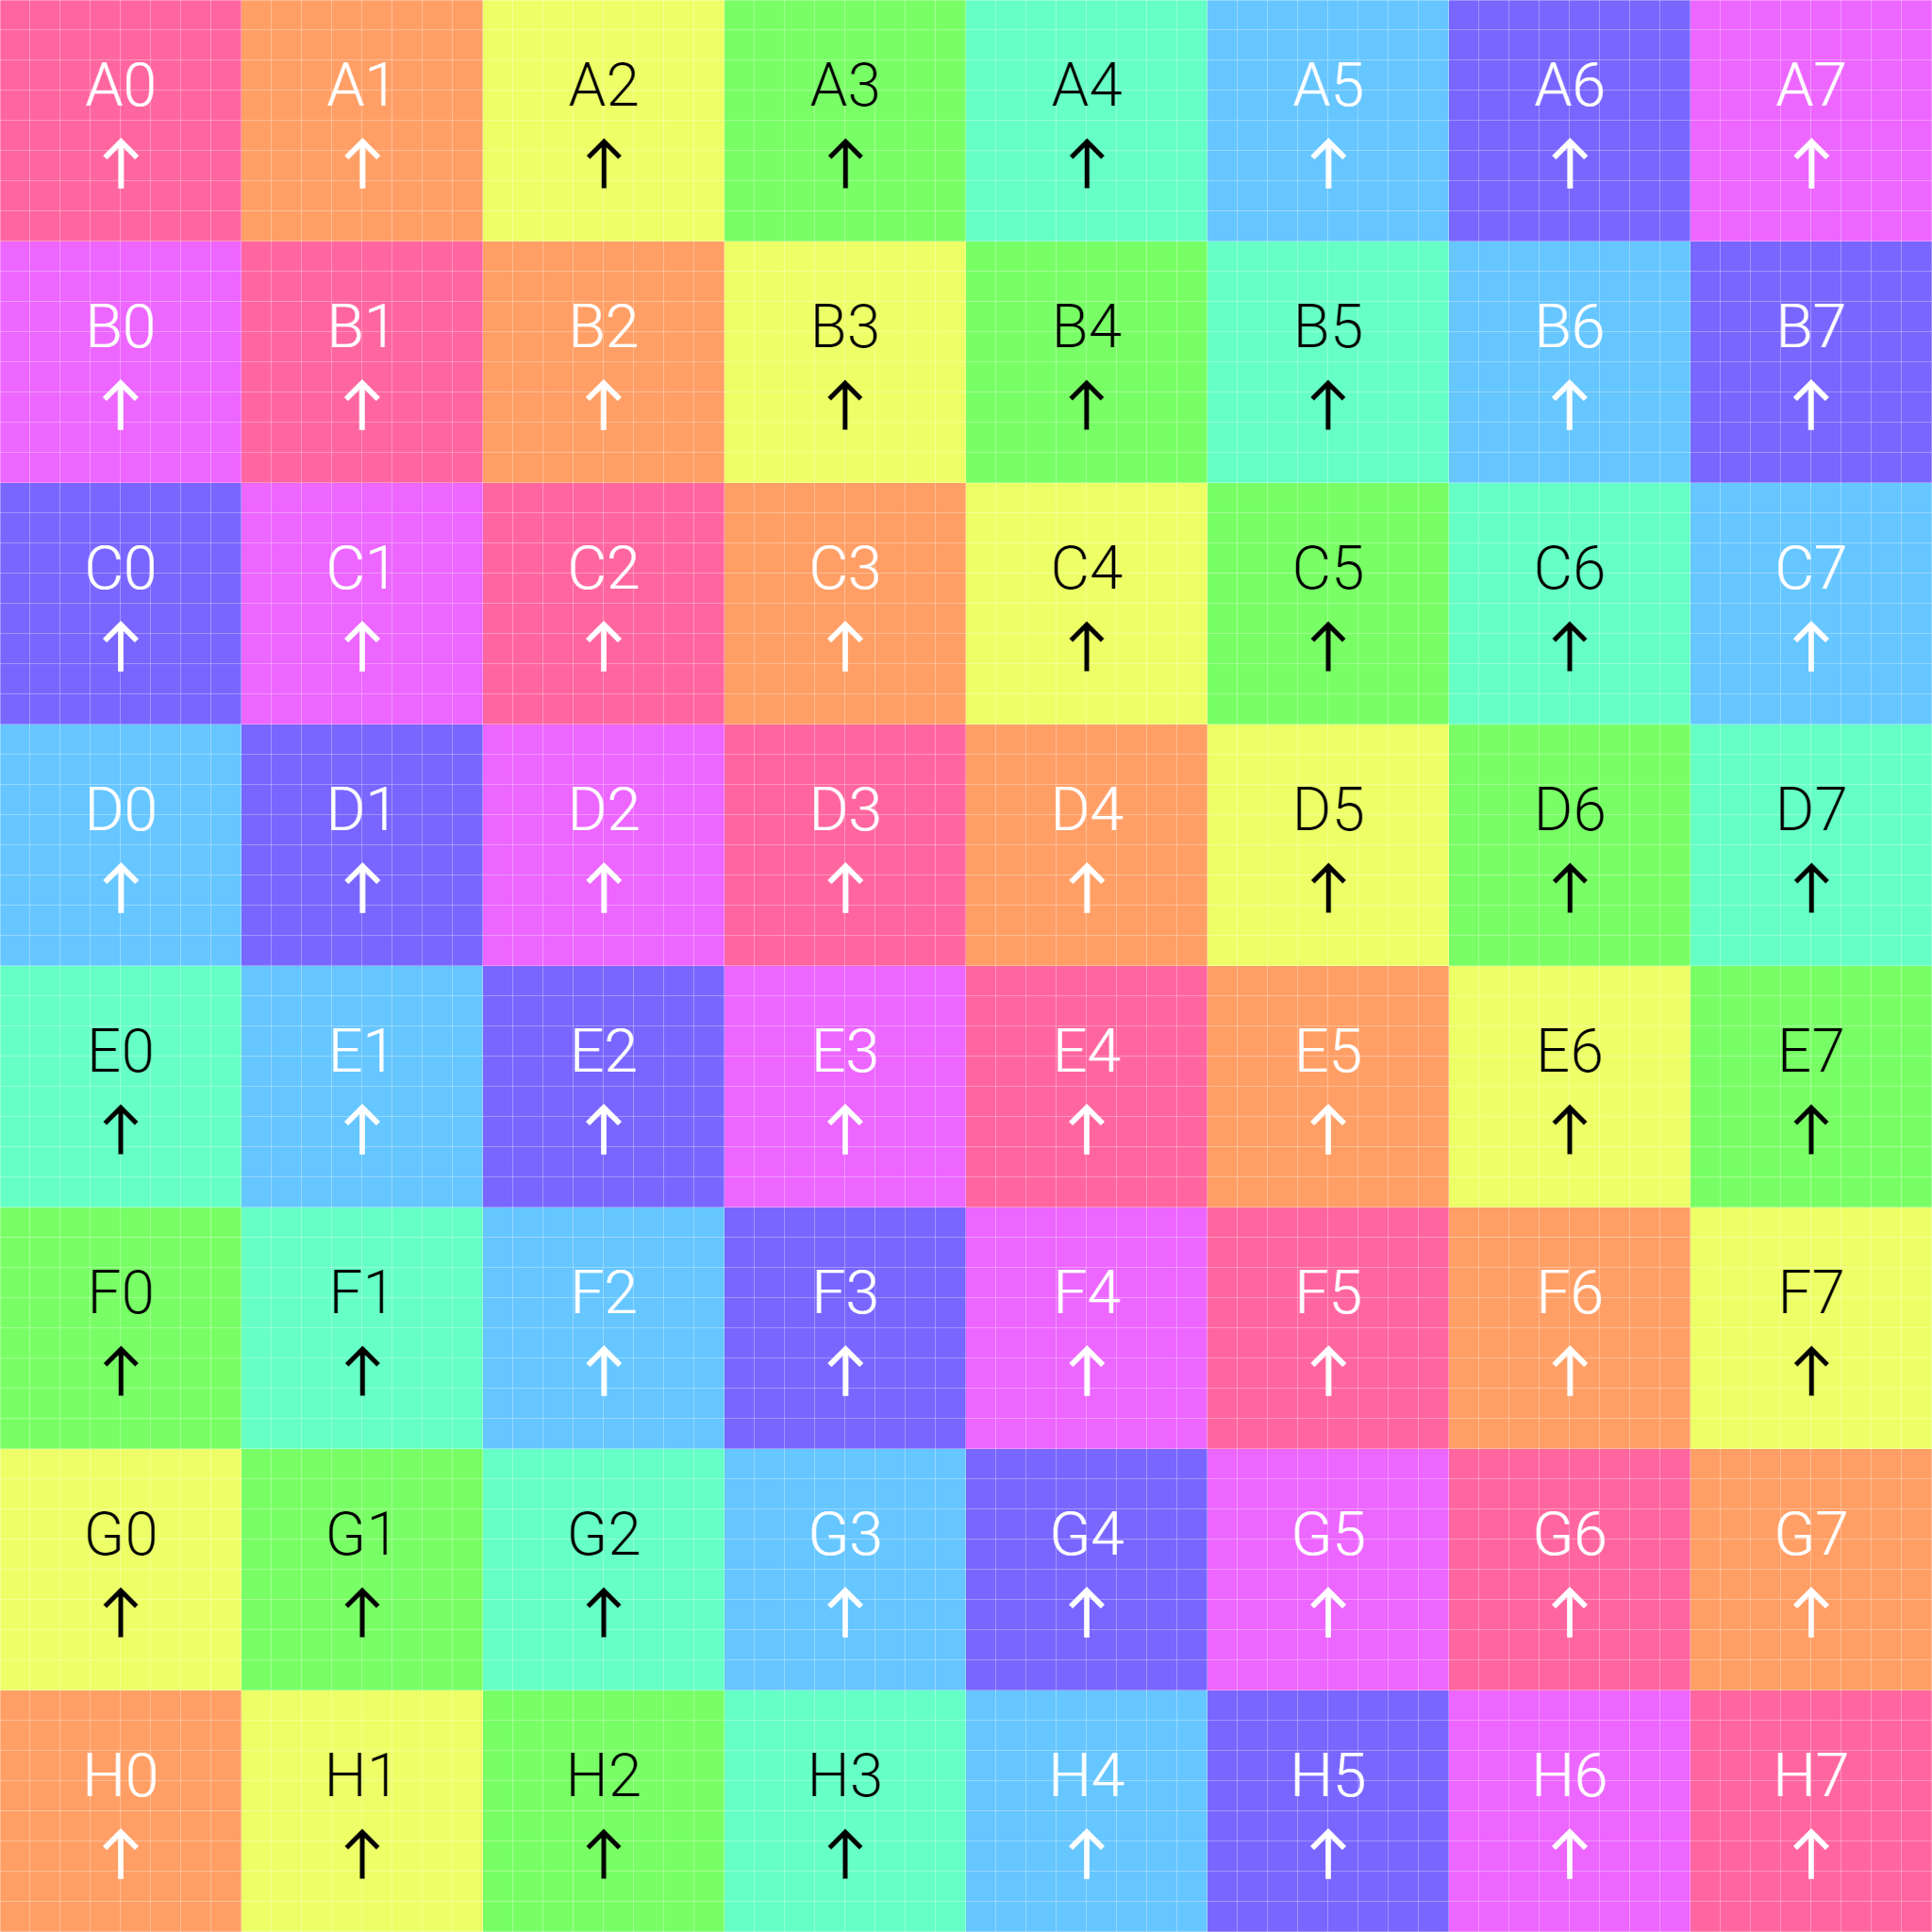 A0 A1 A2 A3 A4 A5 A6 A7
↑ ↑ ↑ ↑ ↑ ↑ ↑ ↑
B0 B1 B2 B3 B4 B5 B6 B7
↑ ↑ ↑ ↑ ↑ ↑ ↑ ↑
C0 C1 C2 C3 C4 C5 C6 C7
↑ ↑ ↑ ↑ ↑ ↑ ↑ ↑
D0 D1 D2 D3 D4 D5 D6 D7
↑ ↑ ↑ ↑ ↑ ↑ ↑ ↑
E0 E1 E2 E3 E4 E5 E6 E7
↑ ↑ ↑ ↑ ↑ ↑ ↑ ↑
F0 F1 F2 F3 F4 F5 F6 F7
↑ ↑ ↑ ↑ ↑ ↑ ↑ ↑
G0 G1 G2 G3 G4 G5 G6 G7
↑ ↑ ↑ ↑ ↑ ↑ ↑ ↑
H0 H1 H2 H3 H4 H5 H6 H7
↑ ↑ ↑ ↑ ↑ ↑ ↑ ↑